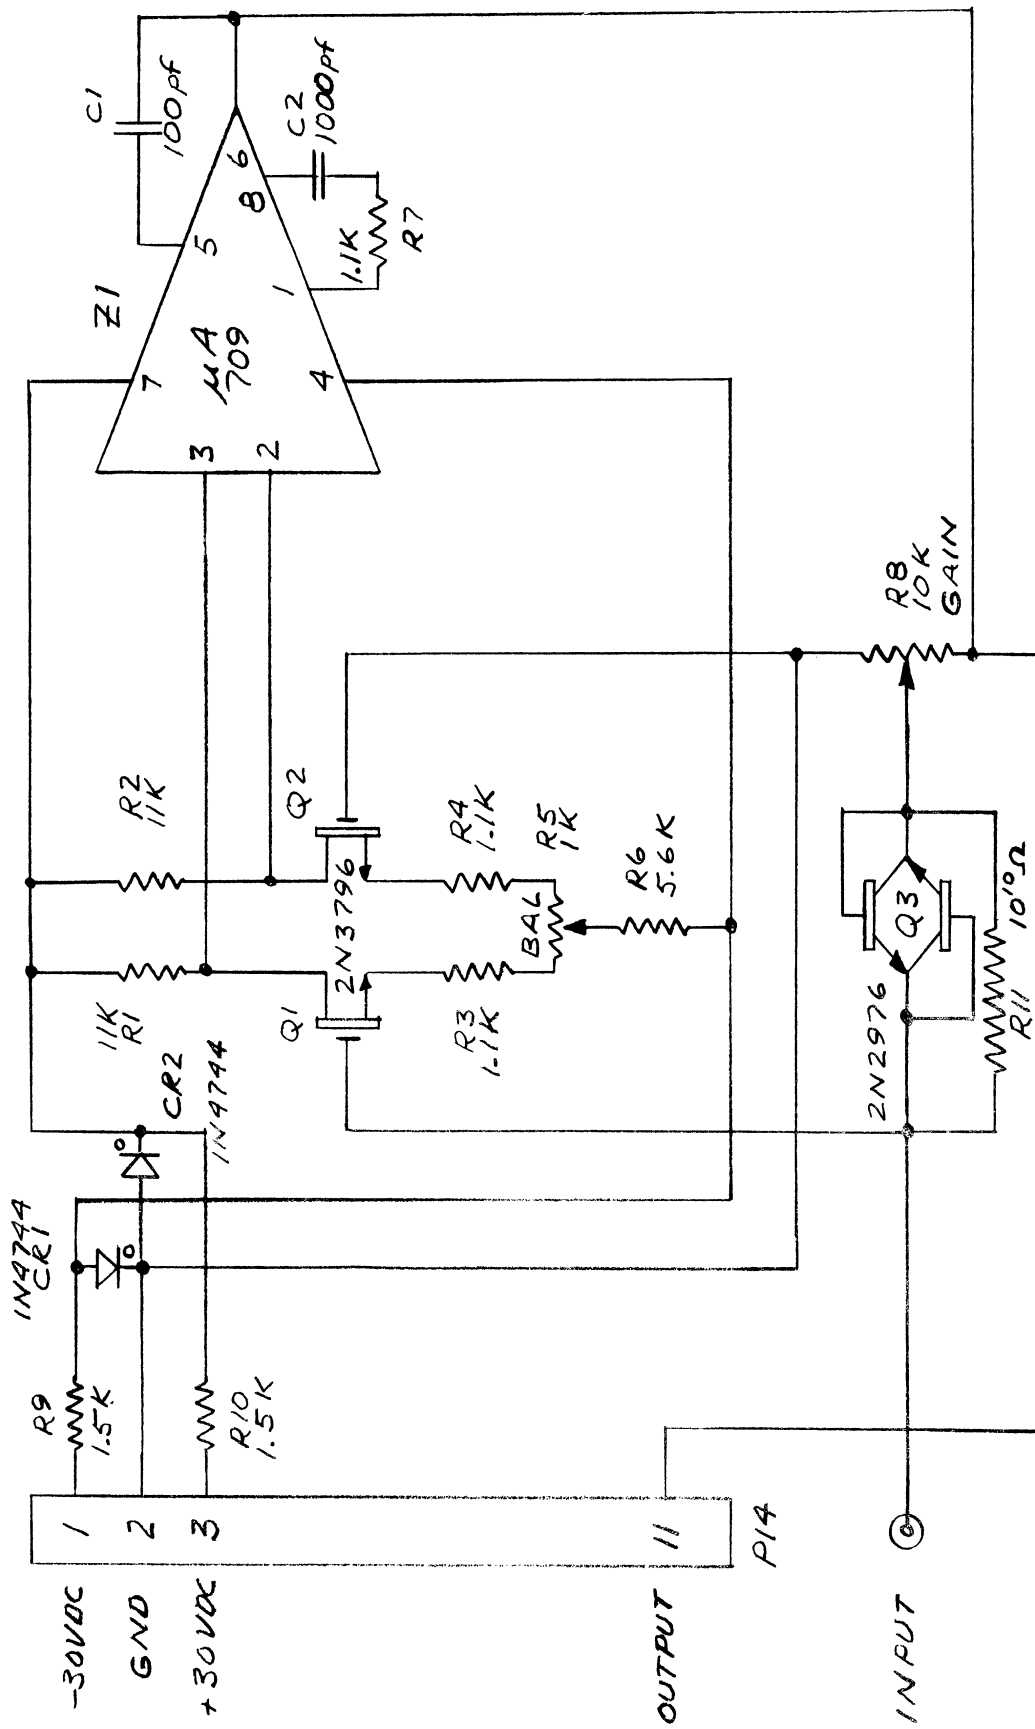 -30VDC
GND
+30VDC
OUTPUT
INPUT
1
2
3
11
P14
R9
1.5K
R10
1.5K
1N4744
CR1
CR2
1N4744
11K
R1
R2
11K
Q1
2N3796
Q2
R3
1.1K
R4
1.1K
BAL
R5
1K
R6
5.6K
2N2976
Q3
R11
10¹⁰Ω
R8
10K
GAIN
Z1
μA
709
7
3
2
4
5
1
8
6
C1
100pf
C2
1000pf
1.1K
R7